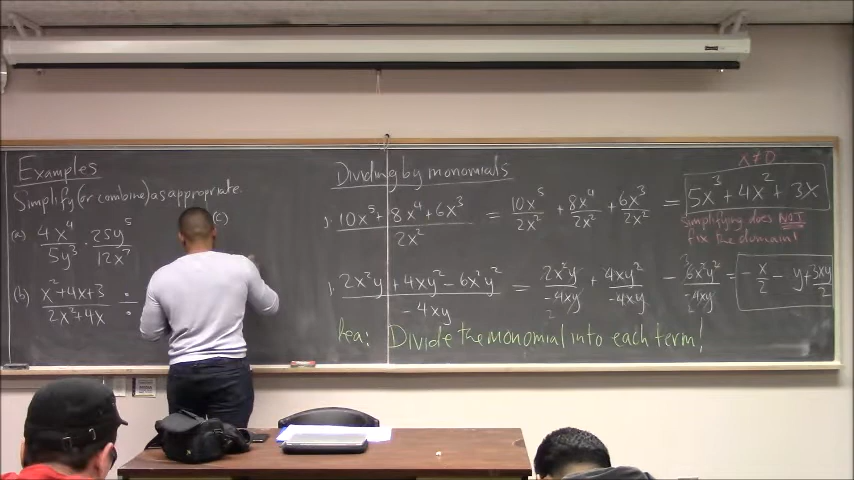 Examples
Simplify (or combine) as appropriate.
(a) 4x⁴/5y³ · 25y⁵/12x⁷
(b) x²+4x+3/2x²+4x ÷
(c)
Dividing by monomials
10x⁵+8x⁴+6x³/2x² = 10x⁵/2x² + 8x⁴/2x² + 6x³/2x² = 5x³+4x²+3x
x≠0
simplifying does NOT
fix the domain!
2x²y+4xy²-6x²y²/-4xy = 2x²y/-4xy + 4xy²/-4xy - 6x²y²/-4xy = -x/2 - y + 3xy/2
Divide the monomial into each term!